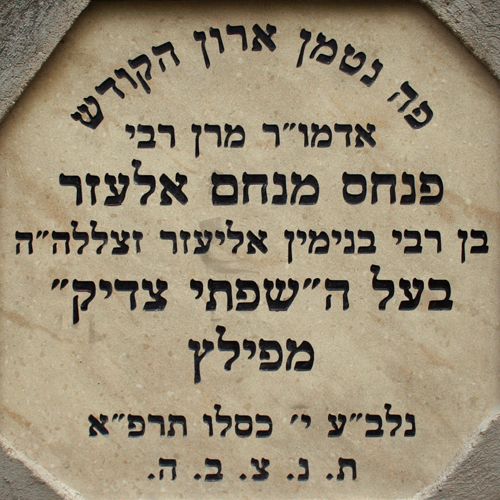 פה נטמן ארון הקודש
אדמו״ר מרן רבי
פנחס מנחם אלעזר
בן רבי בנימין אליעזר זצללה״ה
בעל ה״שפתי צדיק״
מפילץ
נלב״ע י׳ כסלו תרפ״א
ת. נ. צ. ב. ה.